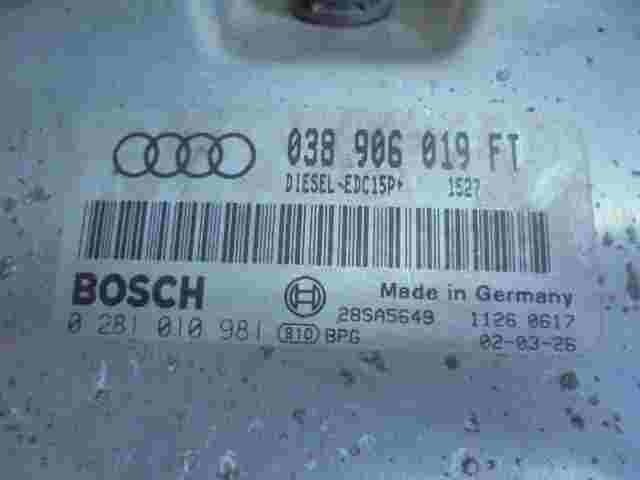 038 906 019 FT
DIESEL-EDC15P+ 1527
BOSCH Made in Germany
28SA5649 1126 0617
0 281 010 981 R10 BPG 02-03-26